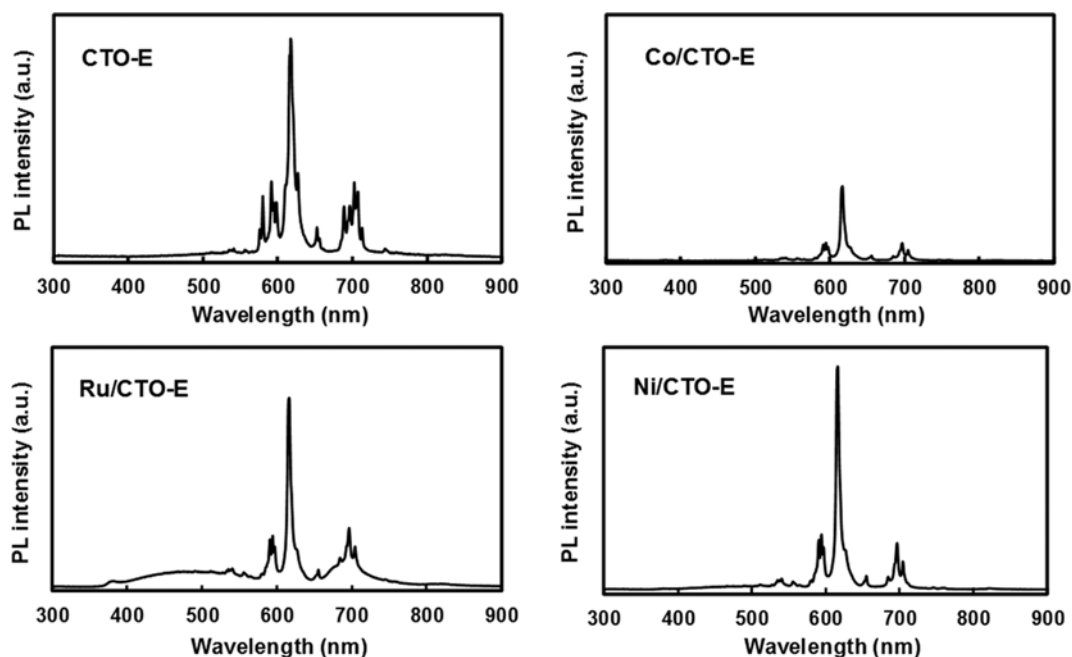 CTO-E
PL intensity (a.u.)
300 400 500 600 700 800 900
Wavelength (nm)
Co/CTO-E
PL intensity (a.u.)
300 400 500 600 700 800 900
Wavelength (nm)
Ru/CTO-E
PL intensity (a.u.)
300 400 500 600 700 800 900
Wavelength (nm)
Ni/CTO-E
PL intensity (a.u.)
300 400 500 600 700 800 900
Wavelength (nm)